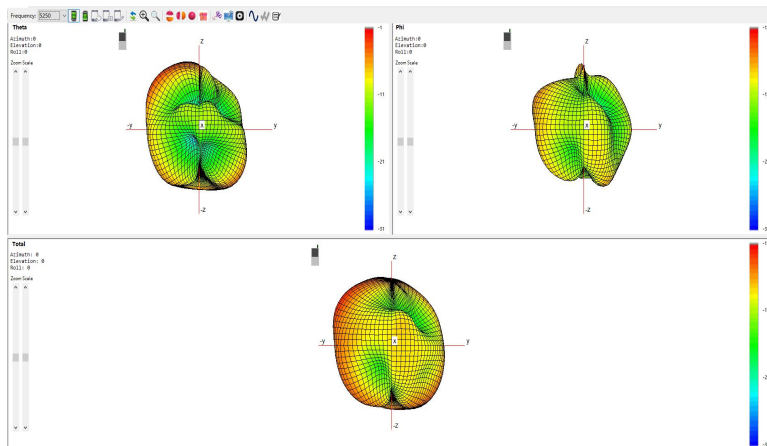 Frequency: 5250
Theta
Azimuth:0
Elevation:0
Roll:0
Zoom Scale
z
-y
x
y
-z
-1
-11
-21
-31
Phi
Azimuth:0
Elevation:0
Roll:0
Zoom Scale
z
-y
x
y
-z
Total
Azimuth: 0
Elevation: 0
Roll: 0
Zoom Scale
z
-y
x
y
-z